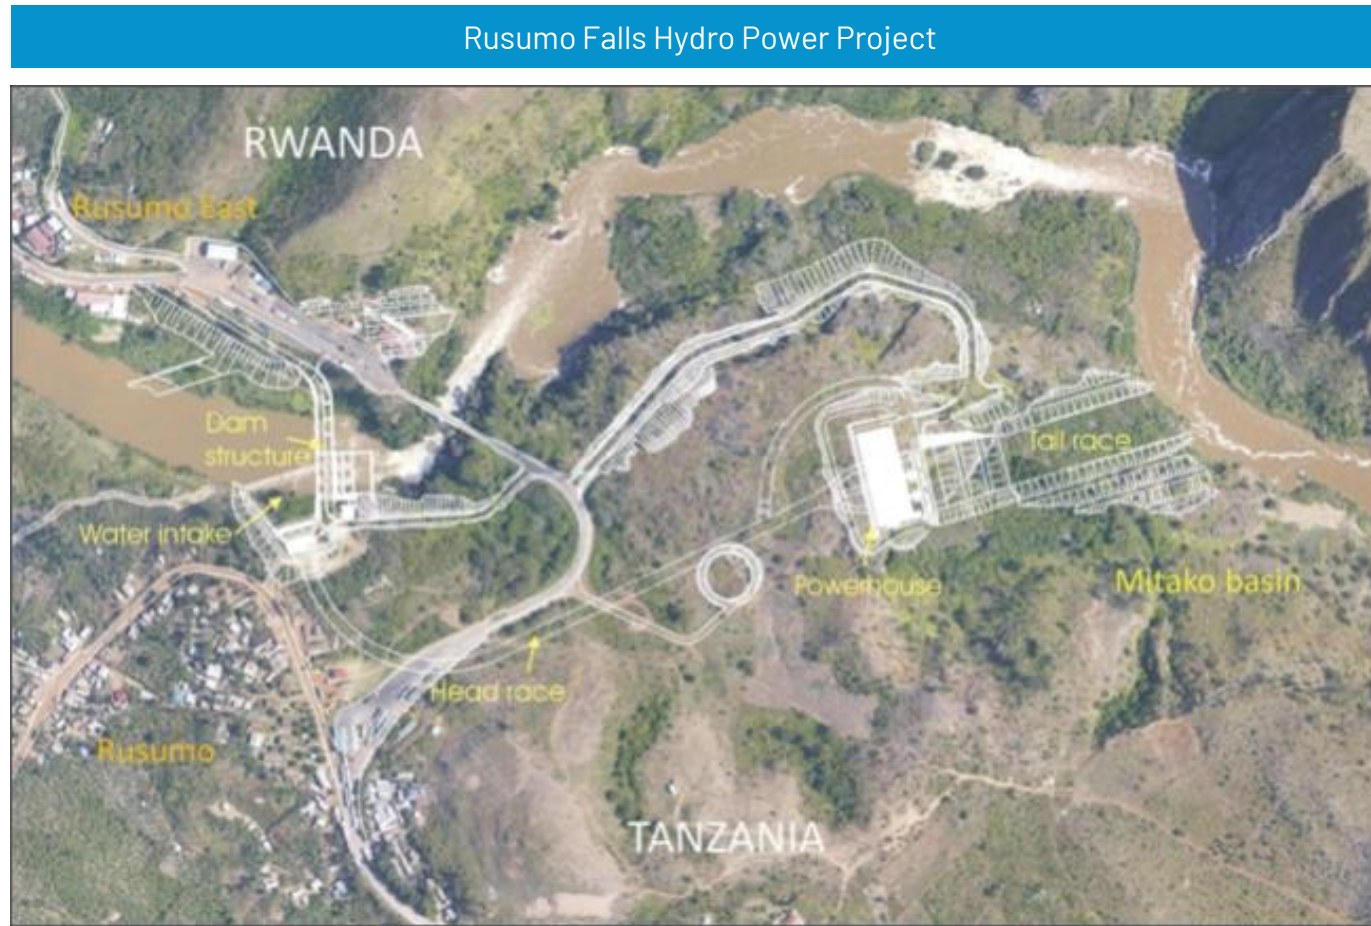 Rusumo Falls Hydro Power Project
RWANDA
Rusumo East
Dam
structure
Tail race
Water intake
Powerhouse
Mitako basin
Head race
Rusumo
TANZANIA